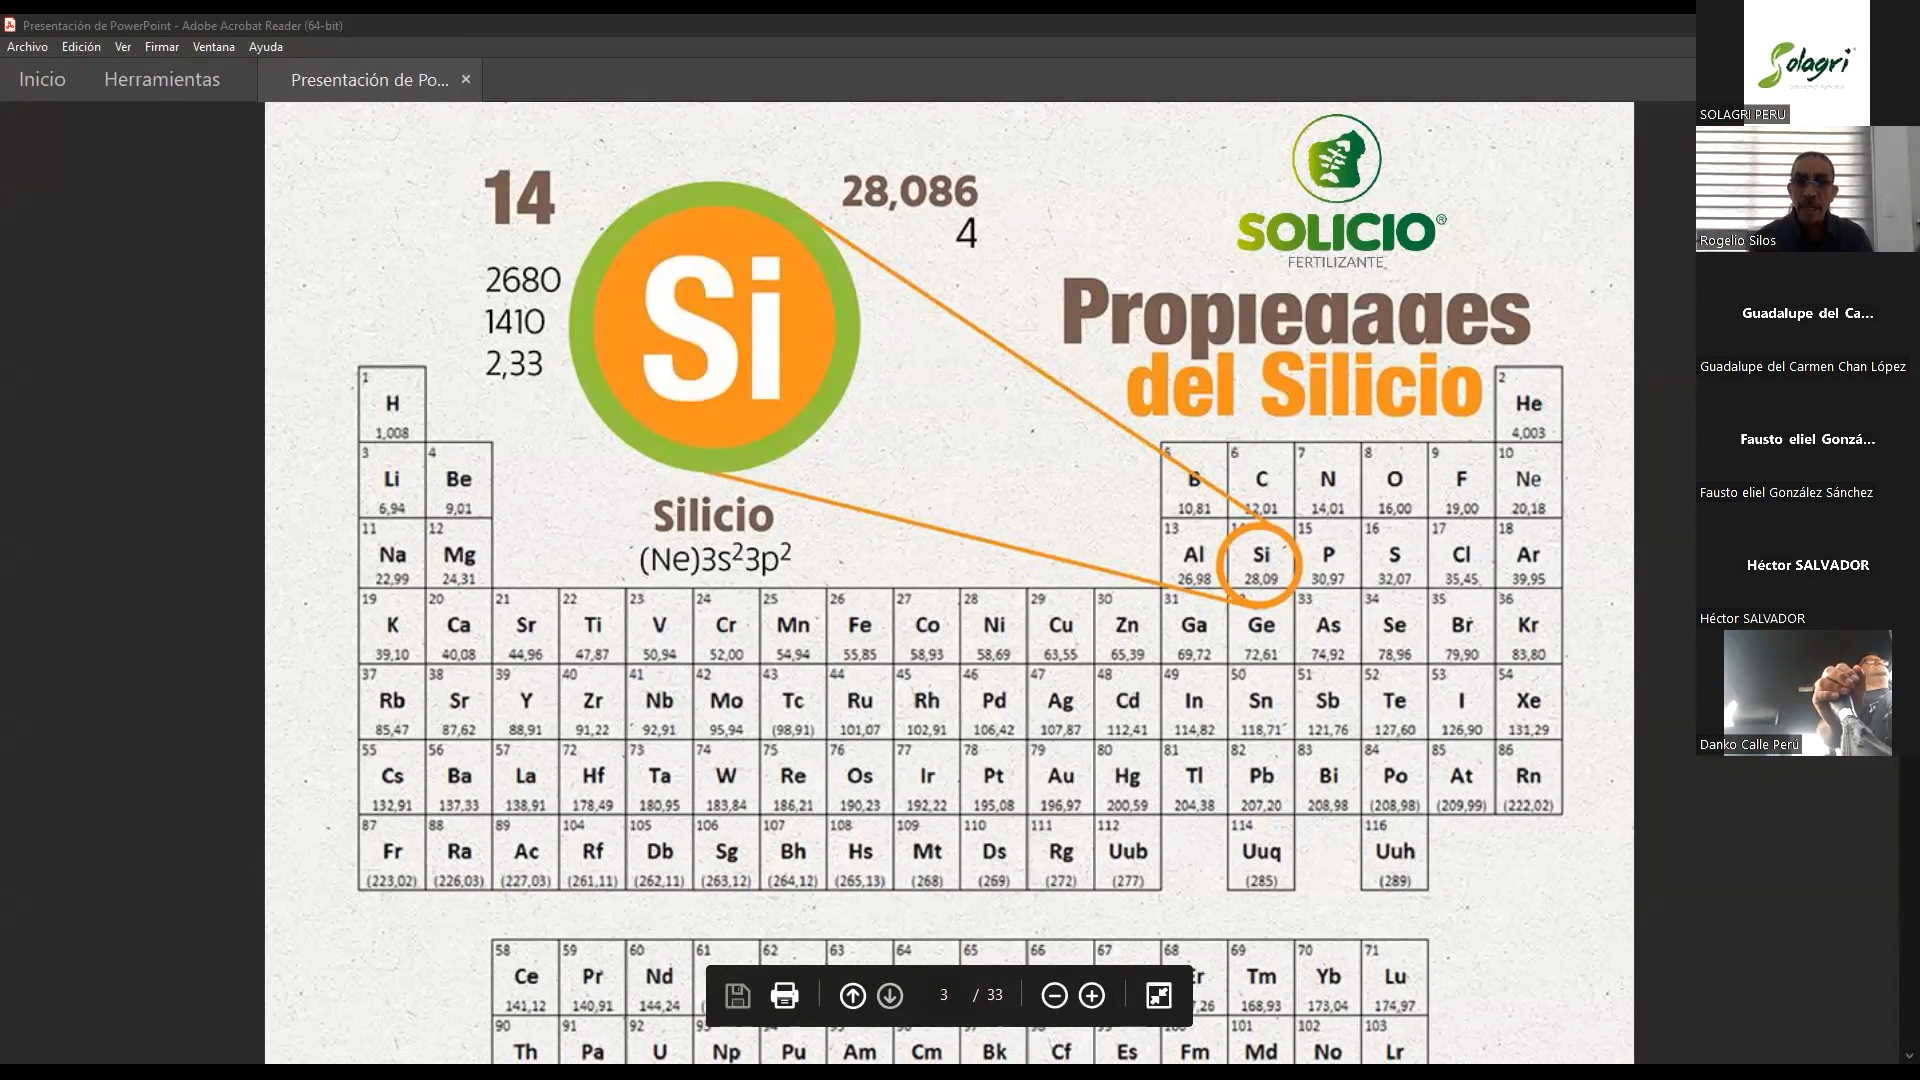 Presentación de PowerPoint - Adobe Acrobat Reader (64-bit)
Archivo Edición Ver Firmar Ventana Ayuda
Inicio Herramientas Presentación de Po... ×
14
28,086
4
2680
1410
2,33
Si
Silicio
(Ne)3s²3p²
SOLICIO®
FERTILIZANTE
Propiedades
del Silicio
1 2
H He
1,008 4,003
3 4 5 6 7 8 9 10
Li Be B C N O F Ne
6,94 9,01 10,81 12,01 14,01 16,00 19,00 20,18
11 12 13 14 15 16 17 18
Na Mg Al Si P S Cl Ar
22,99 24,31 26,98 28,09 30,97 32,07 35,45 39,95
19 20 21 22 23 24 25 26 27 28 29 30 31 33 34 35 36
K Ca Sr Ti V Cr Mn Fe Co Ni Cu Zn Ga Ge As Se Br Kr
39,10 40,08 44,96 47,87 50,94 52,00 54,94 55,85 58,93 58,69 63,55 65,39 69,72 72,61 74,92 78,96 79,90 83,80
37 38 39 40 41 42 43 44 45 46 47 48 49 50 51 52 53 54
Rb Sr Y Zr Nb Mo Tc Ru Rh Pd Ag Cd In Sn Sb Te I Xe
85,47 87,62 88,91 91,22 92,91 95,94 (98,91) 101,07 102,91 106,42 107,87 112,41 114,82 118,71 121,76 127,60 126,90 131,29
55 56 57 72 73 74 75 76 77 78 79 80 81 82 83 84 85 86
Cs Ba La Hf Ta W Re Os Ir Pt Au Hg Tl Pb Bi Po At Rn
132,91 137,33 138,91 178,49 180,95 183,84 186,21 190,23 192,22 195,08 196,97 200,59 204,38 207,20 208,98 (208,98) (209,99) (222,02)
87 88 89 104 105 106 107 108 109 110 111 112 114 116
Fr Ra Ac Rf Db Sg Bh Hs Mt Ds Rg Uub Uuq Uuh
(223,02) (226,03) (227,03) (261,11) (262,11) (263,12) (264,12) (265,13) (268) (269) (272) (277) (285) (289)
58 59 60 61 62 63 64 65 66 67 68 69 70 71
Ce Pr Nd Tm Yb Lu
141,12 140,91 144,24 168,93 173,04 174,97
90 91 92 101 102 103
Th Pa U Np Pu Am Cm Bk Cf Es Fm Md No Lr
3 / 33
Solagri
SOLAGRI PERU
Rogelio Silos
Guadalupe del Ca...
Guadalupe del Carmen Chan López
Fausto eliel Gonzá...
Fausto eliel González Sánchez
Héctor SALVADOR
Héctor SALVADOR
Danko Calle Perú